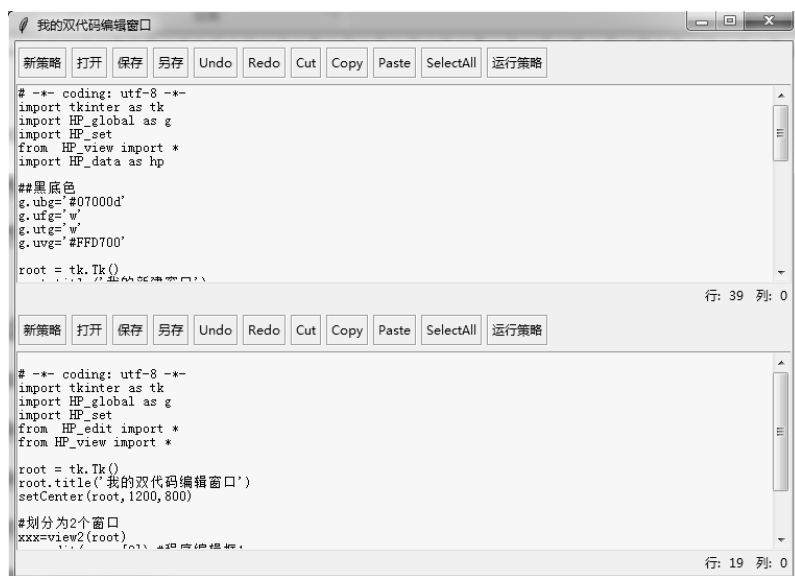 我的双代码编辑窗口
新策略 打开 保存 另存 Undo Redo Cut Copy Paste SelectAll 运行策略
# -*- coding: utf-8 -*-
import tkinter as tk
import HP_global as g
import HP_set
from  HP_view import *
import HP_data as hp
##黑底色
g.ubg='#07000d'
g.ufg='w'
g.utg='w'
g.uvg='#FFD700'
root = tk.Tk()
行: 39 列: 0
新策略 打开 保存 另存 Undo Redo Cut Copy Paste SelectAll 运行策略
# -*- coding: utf-8 -*-
import tkinter as tk
import HP_global as g
import HP_set
from  HP_edit import *
from HP_view import *
root = tk.Tk()
root.title('我的双代码编辑窗口')
setCenter(root,1200,800)
#划分为2个窗口
xxx=view2(root)
行: 19 列: 0